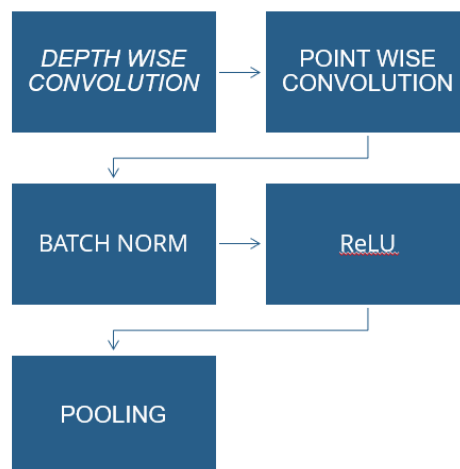 DEPTH WISE
CONVOLUTION
POINT WISE
CONVOLUTION
BATCH NORM
ReLU
POOLING